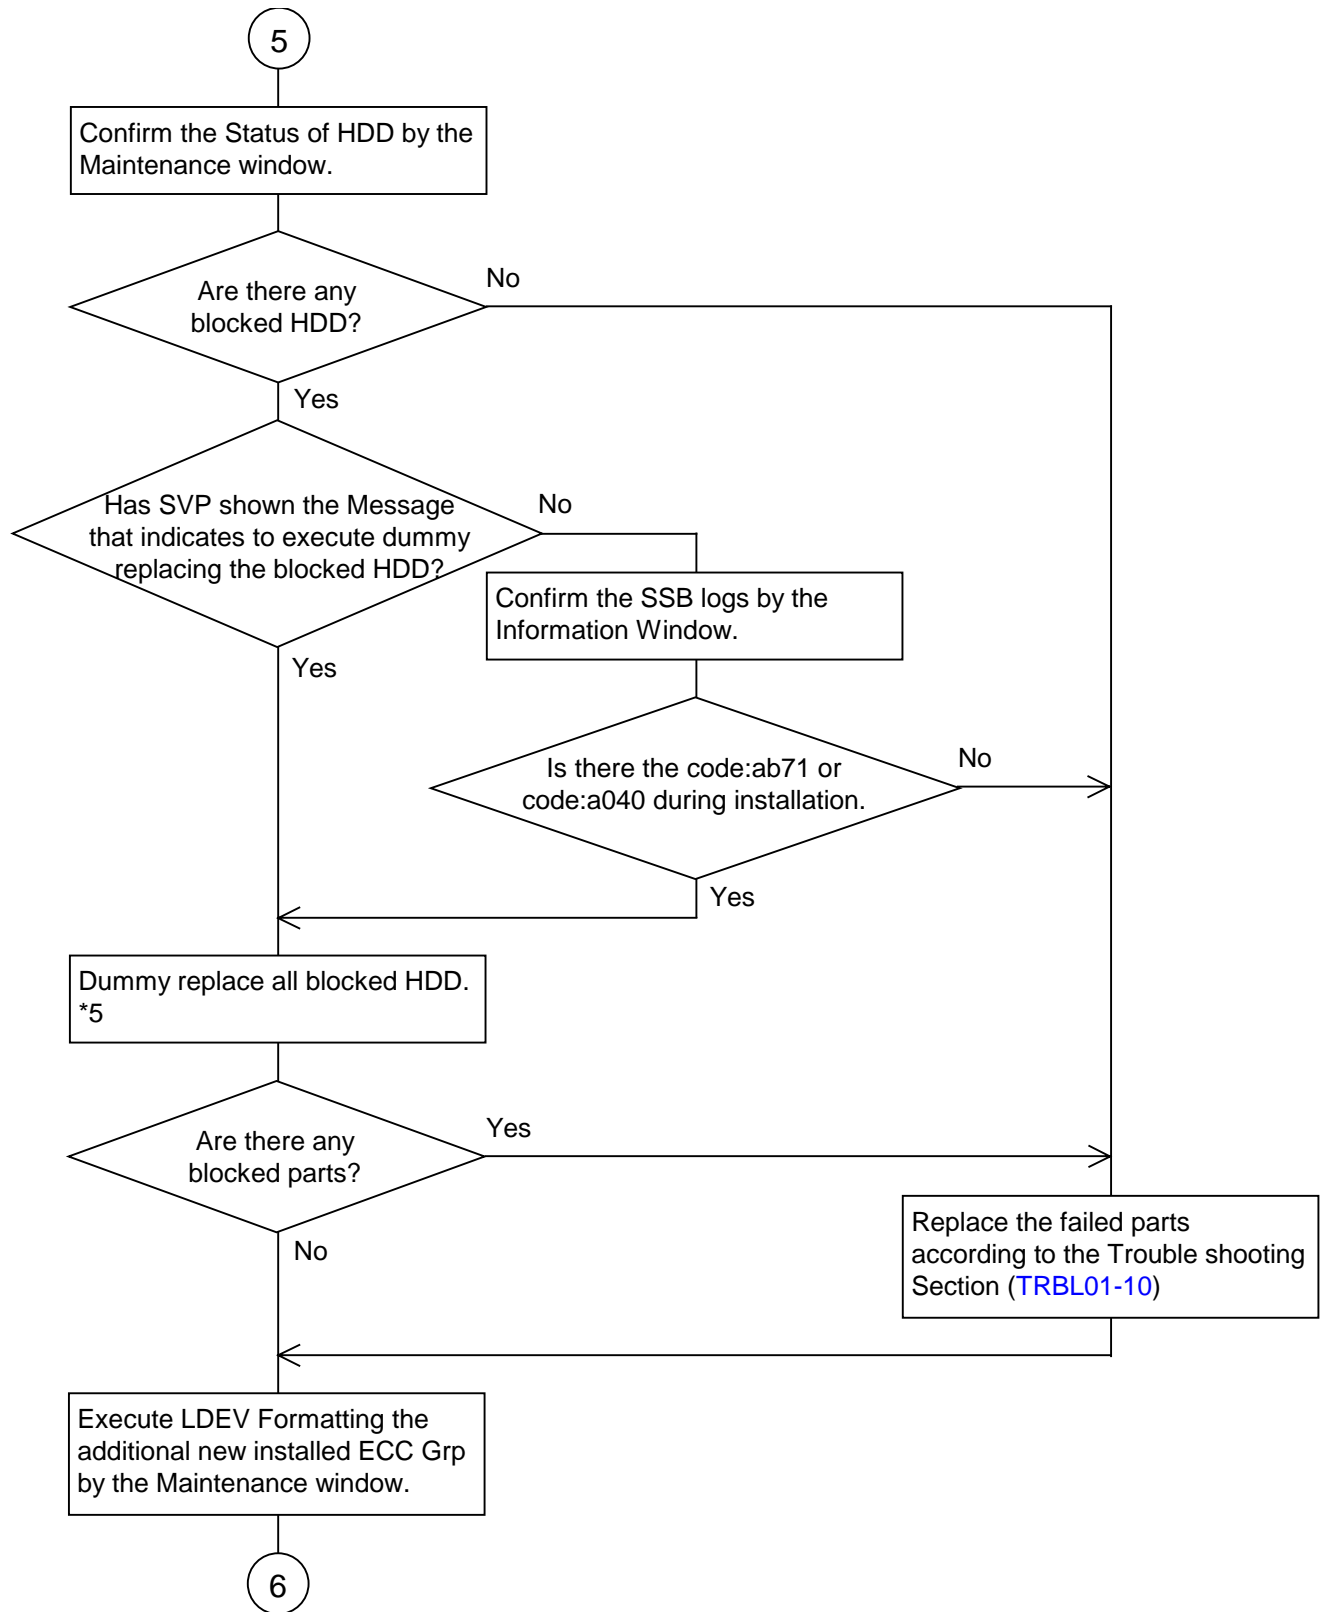 5
Confirm the Status of HDD by the
Maintenance window.
Are there any
blocked HDD?
No
Yes
Has SVP shown the Message
that indicates to execute dummy
replacing the blocked HDD?
No
Yes
Confirm the SSB logs by the
Information Window.
Is there the code:ab71 or
code:a040 during installation.
No
Yes
Dummy replace all blocked HDD.
*5
Are there any
blocked parts?
Yes
No
Replace the failed parts
according to the Trouble shooting
Section (TRBL01-10)
Execute LDEV Formatting the
additional new installed ECC Grp
by the Maintenance window.
6